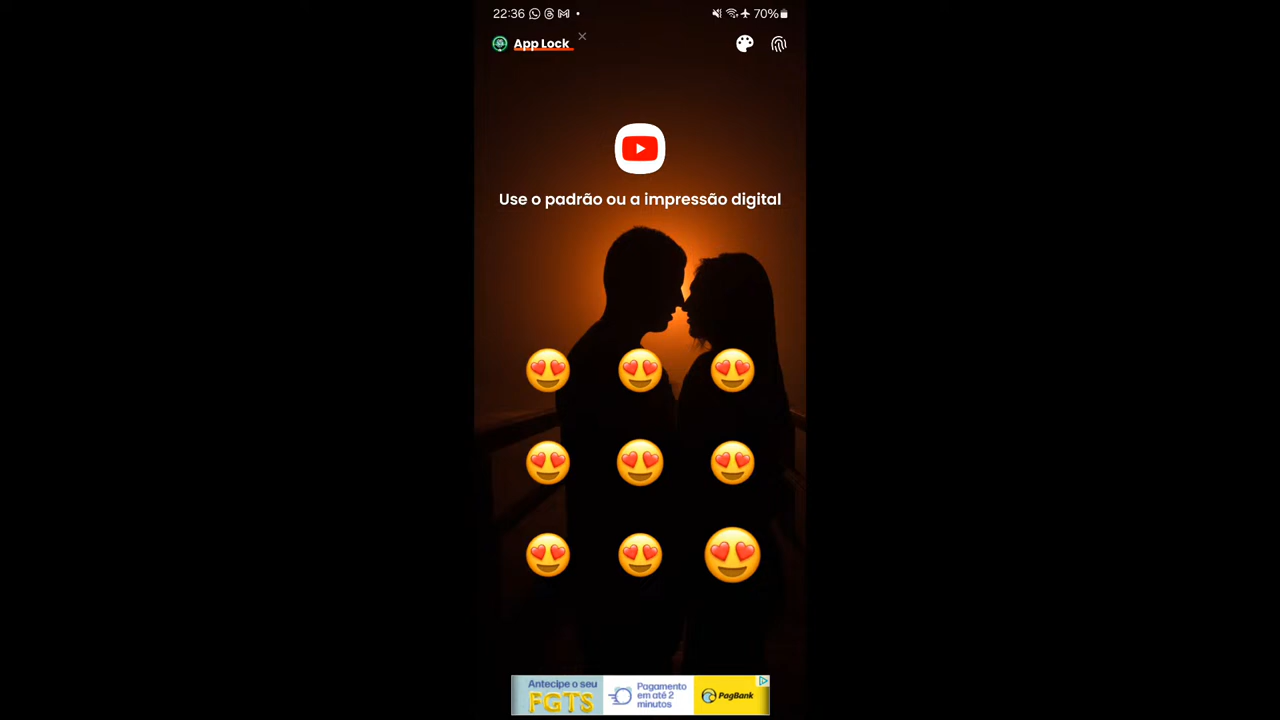 22:36
70%
App Lock
Use o padrão ou a impressão digital
Antecipe o seu
FGTS
Pagamento
em até 2
minutos
PagBank